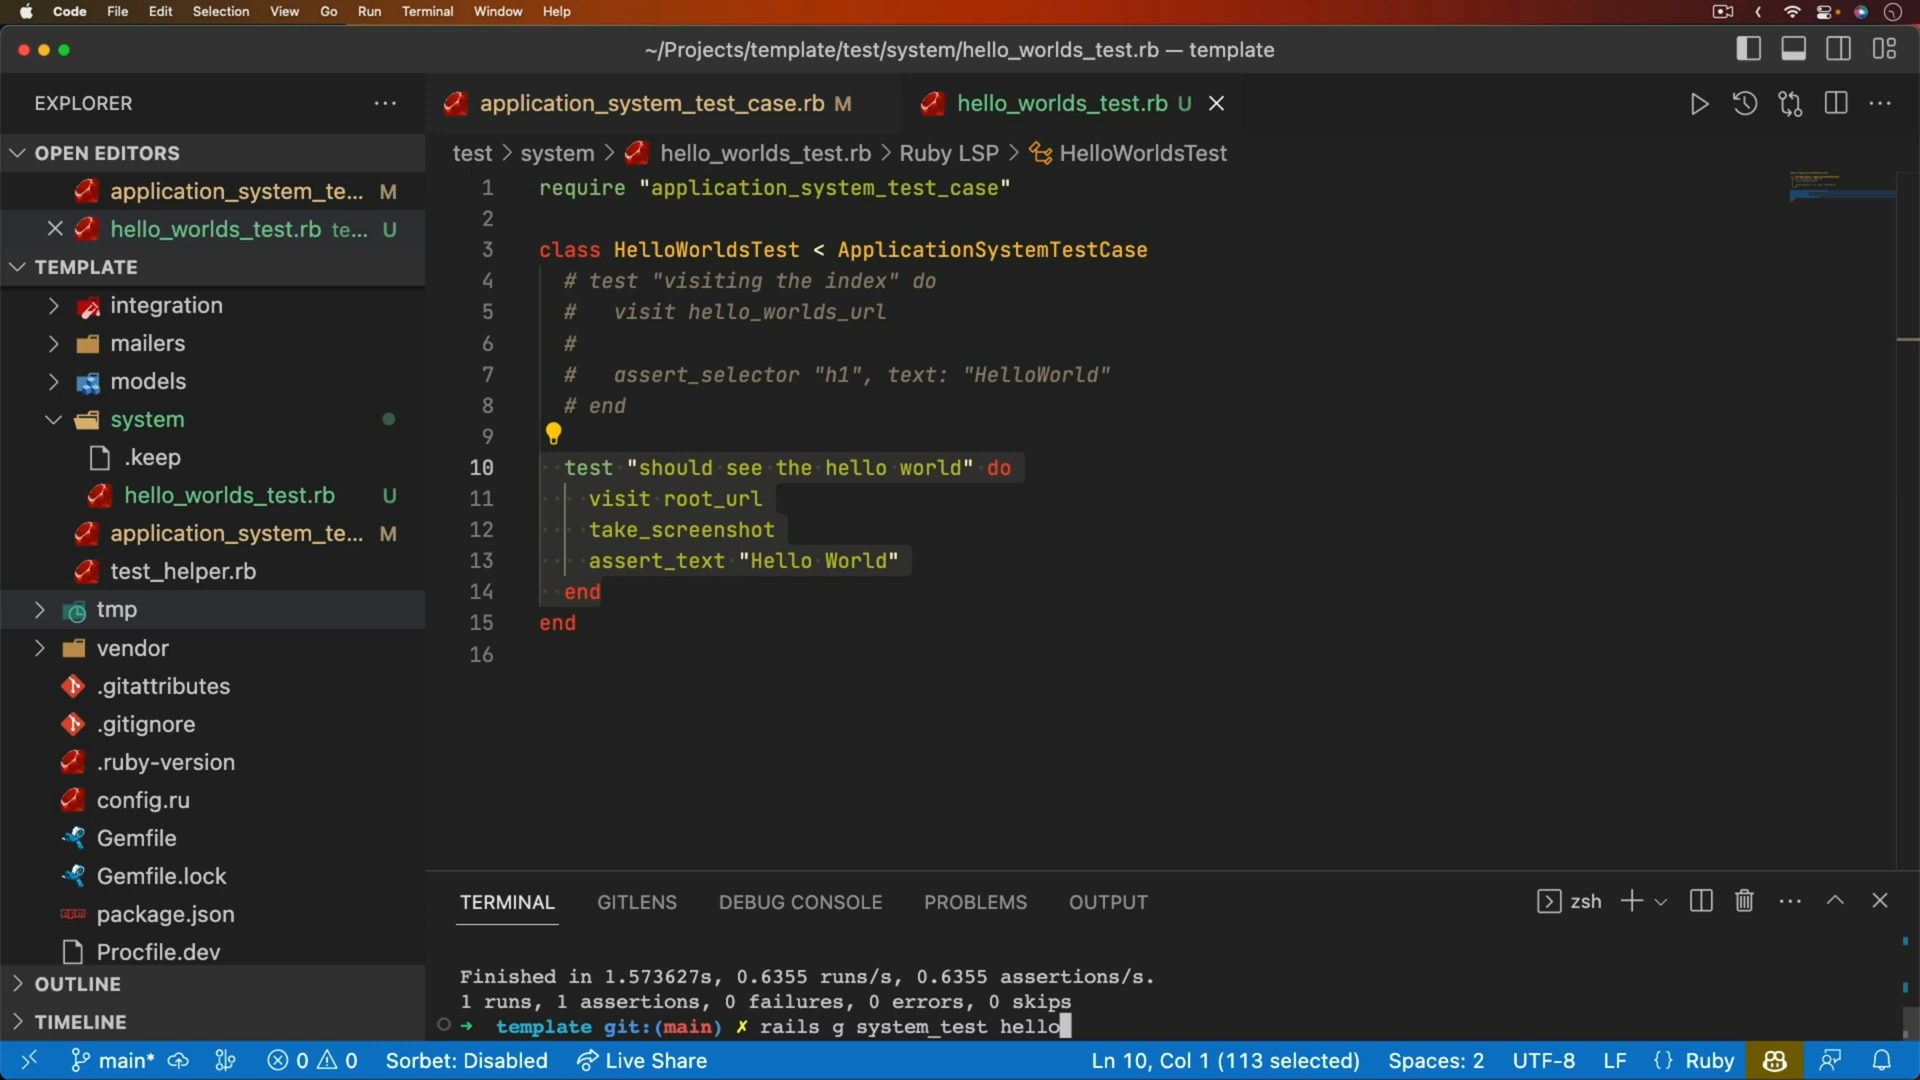 Code File Edit Selection View Go Run Terminal Window Help
~/Projects/template/test/system/hello_worlds_test.rb — template
EXPLORER
OPEN EDITORS
application_system_te... M
hello_worlds_test.rb te... U
TEMPLATE
integration
mailers
models
system
.keep
hello_worlds_test.rb U
application_system_te... M
test_helper.rb
tmp
vendor
.gitattributes
.gitignore
.ruby-version
config.ru
Gemfile
Gemfile.lock
package.json
Procfile.dev
OUTLINE
TIMELINE
application_system_test_case.rb M hello_worlds_test.rb U
test > system > hello_worlds_test.rb > Ruby LSP > HelloWorldsTest
1 require "application_system_test_case"
2
3 class HelloWorldsTest < ApplicationSystemTestCase
4 # test "visiting the index" do
5 #   visit hello_worlds_url
6 #
7 #   assert_selector "h1", text: "HelloWorld"
8 # end
9
10 test "should see the hello world" do
11 visit root_url
12 take_screenshot
13 assert_text "Hello World"
14 end
15 end
16
TERMINAL GITLENS DEBUG CONSOLE PROBLEMS OUTPUT zsh
Finished in 1.573627s, 0.6355 runs/s, 0.6355 assertions/s.
1 runs, 1 assertions, 0 failures, 0 errors, 0 skips
→ template git:(main) ✗ rails g system_test hello
main* 0 0 Sorbet: Disabled Live Share Ln 10, Col 1 (113 selected) Spaces: 2 UTF-8 LF {} Ruby